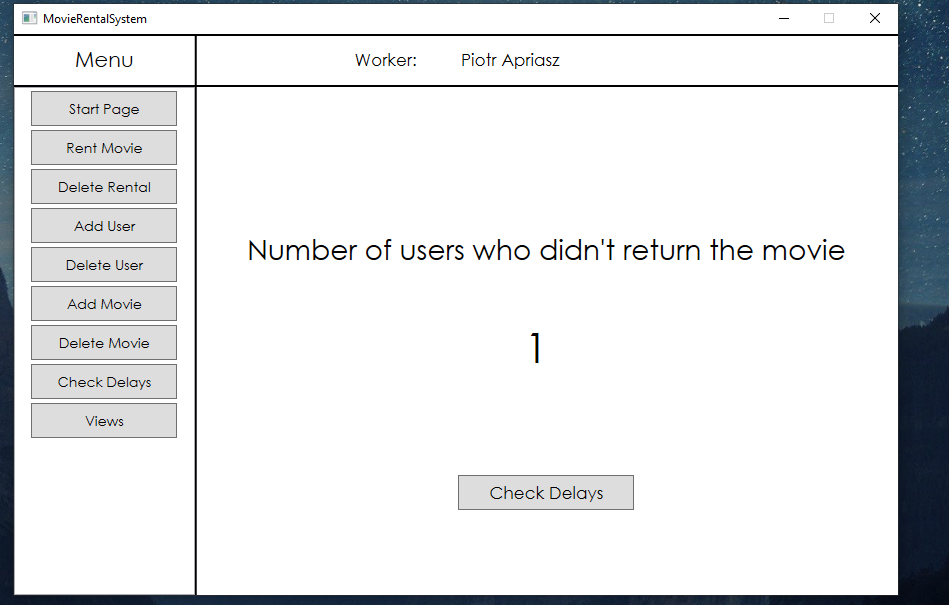 MovieRentalSystem
Menu
Worker: Piotr Apriasz
Start Page
Rent Movie
Delete Rental
Add User
Delete User
Add Movie
Delete Movie
Check Delays
Views
Number of users who didn't return the movie
1
Check Delays